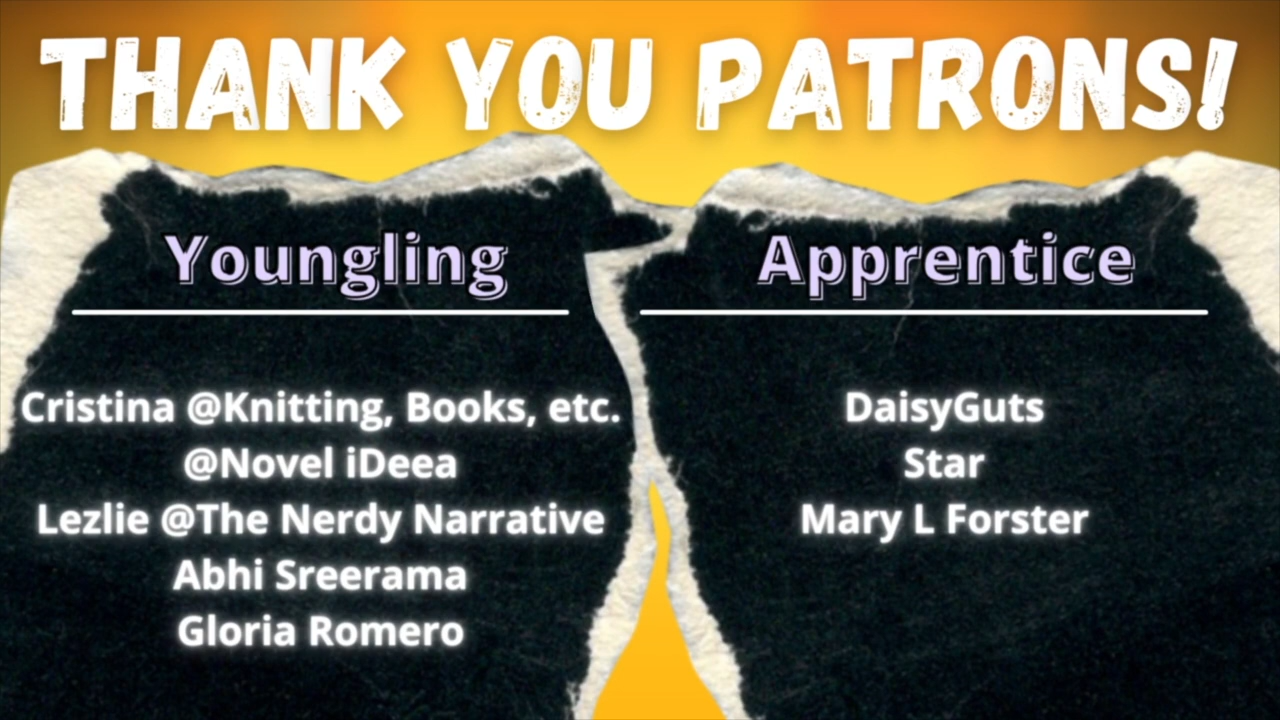 THANK YOU PATRONS!
Youngling
Cristina @Knitting, Books, etc.
@Novel iDeea
Lezlie @The Nerdy Narrative
Abhi Sreerama
Gloria Romero
Apprentice
DaisyGuts
Star
Mary L Forster